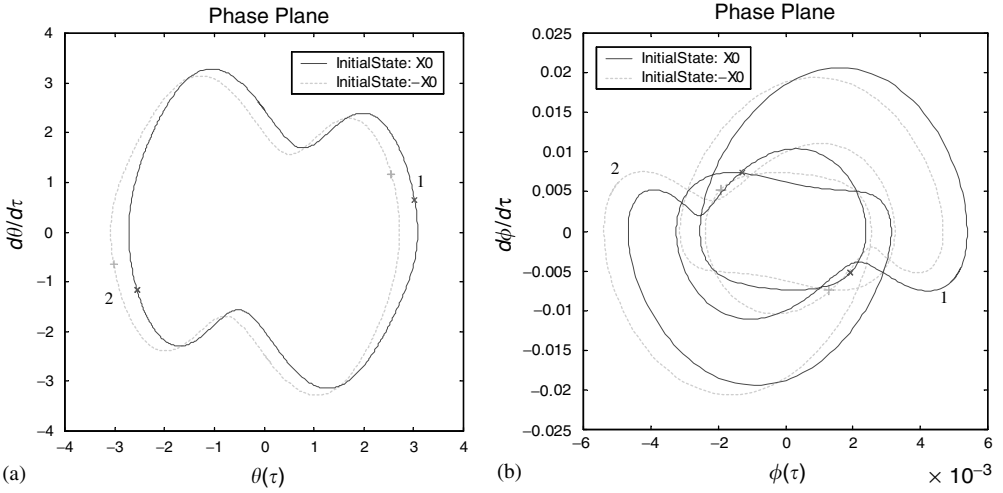 Phase Plane
InitialState: X0
InitialState:−X0
4
3
2
1
0
−1
−2
−3
−4
−4 −3 −2 −1 0 1 2 3 4
dθ/dτ
θ(τ)
1
2
(a)
Phase Plane
InitialState: X0
InitialState:−X0
0.025
0.02
0.015
0.01
0.005
0
−0.005
−0.01
−0.015
−0.02
−0.025
−6 −4 −2 0 2 4 6
dϕ/dτ
ϕ(τ)
× 10⁻³
2
1
(b)